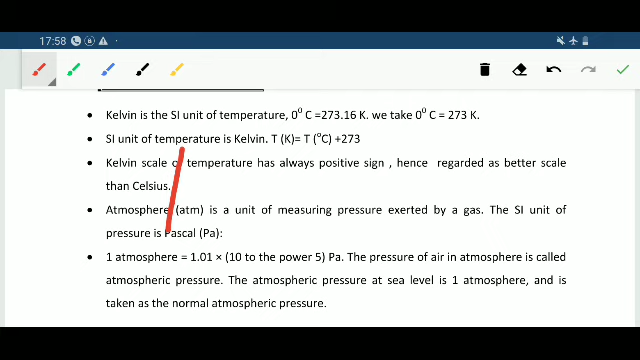 17:58
Kelvin is the SI unit of temperature, 0⁰ C =273.16 K. we take 0⁰ C = 273 K.
SI unit of temperature is Kelvin. T (K)= T (⁰C) +273
Kelvin scale of temperature has always positive sign , hence regarded as better scale
than Celsius.
Atmosphere (atm) is a unit of measuring pressure exerted by a gas. The SI unit of
pressure is Pascal (Pa):
1 atmosphere = 1.01 × (10 to the power 5) Pa. The pressure of air in atmosphere is called
atmospheric pressure. The atmospheric pressure at sea level is 1 atmosphere, and is
taken as the normal atmospheric pressure.